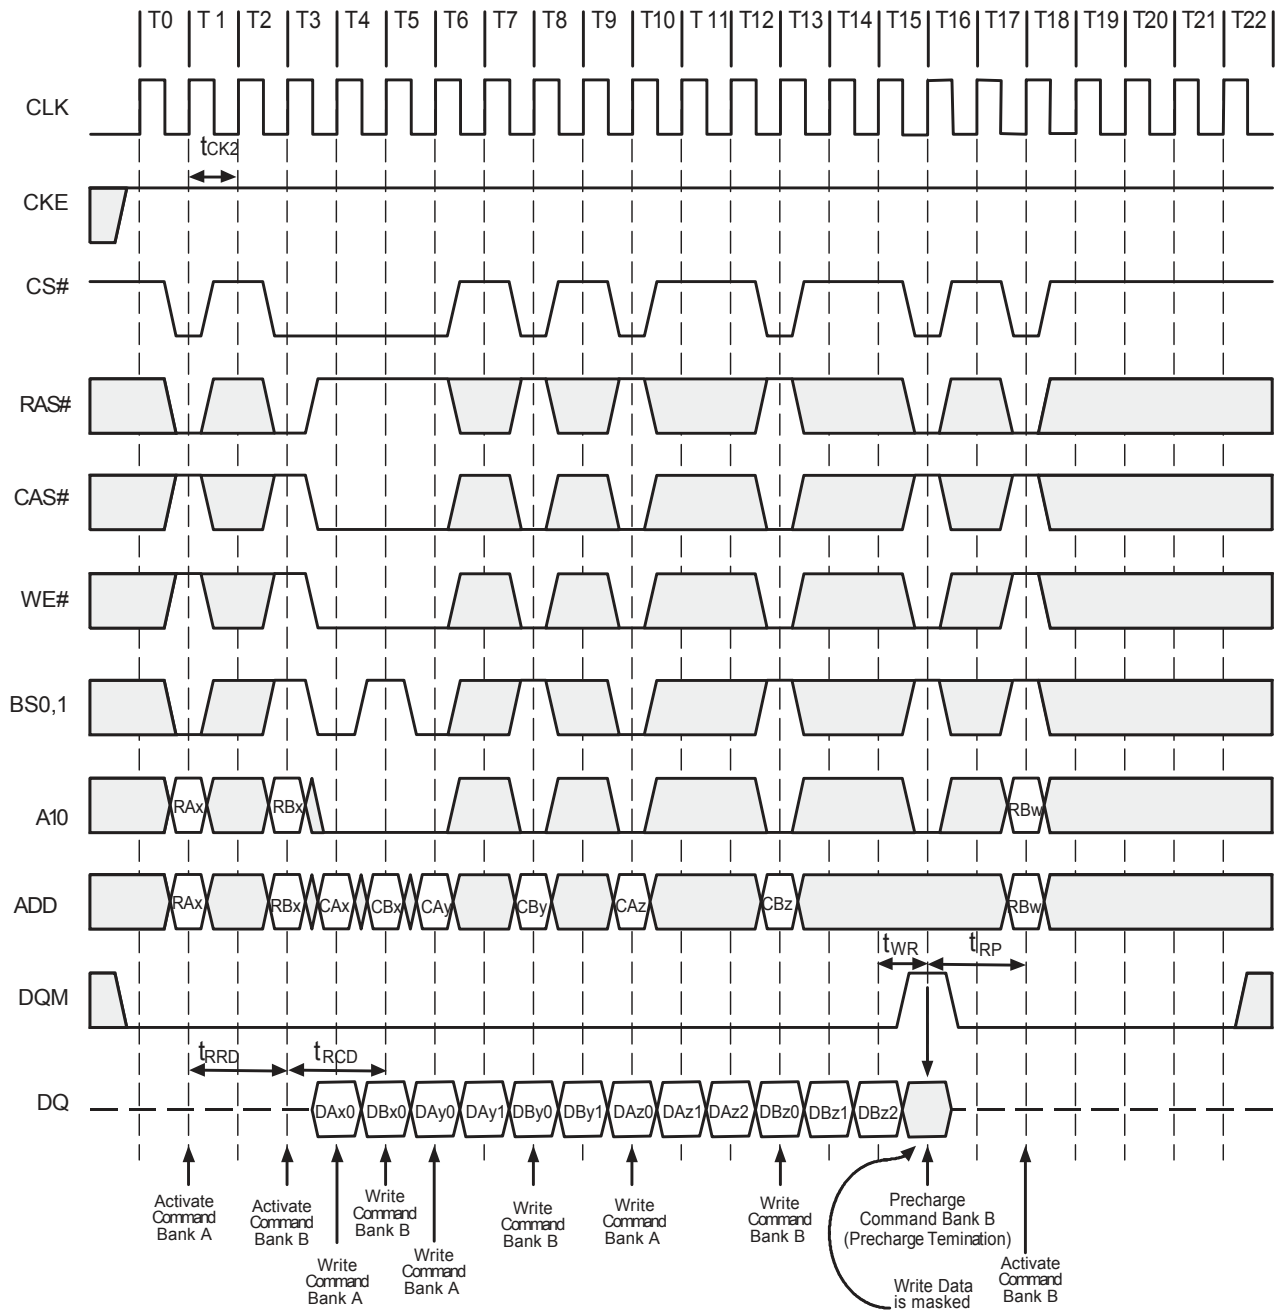 T0 T 1 T2 T3 T4 T5 T6 T7 T8 T9 T10 T 11 T12 T13 T14 T15 T16 T17 T18 T19 T20 T21 T22
CLK
tCK2
CKE
CS#
RAS#
CAS#
WE#
BS0,1
A10
RAx RBx RBw
ADD
RAx RBx CAx CBx CAy CBy CAz CBz RBw
tWR tRP
DQM
tRRD tRCD
DQ
DAx0 DBx0 DAy0 DAy1 DBy0 DBy1 DAz0 DAz1 DAz2 DBz0 DBz1 DBz2
Activate
Command
Bank A
Activate
Command
Bank B
Write
Command
Bank A
Write
Command
Bank B
Write
Command
Bank A
Write
Command
Bank B
Write
Command
Bank A
Write
Command
Bank B
Precharge
Command Bank B
(Precharge Temination)
Write Data
is masked
Activate
Command
Bank B